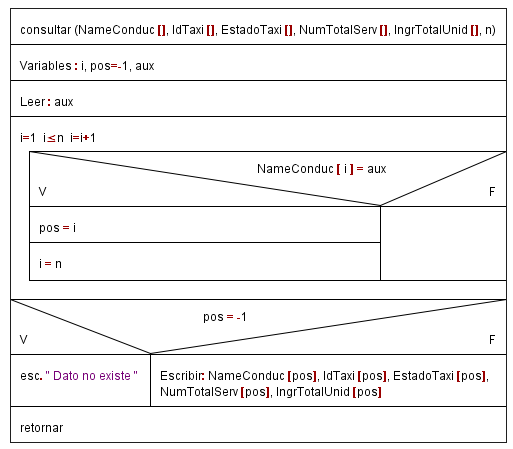 consultar (NameConduc[], IdTaxi[], EstadoTaxi[], NumTotalServ[], IngrTotalUnid[], n)
Variables: i, pos=-1, aux
Leer: aux
i=1 i≤n i=i+1
NameConduc[ i ] = aux
V F
pos = i
i = n
pos = -1
V F
esc. " Dato no existe "
Escribir: NameConduc[pos], IdTaxi[pos], EstadoTaxi[pos],
NumTotalServ[pos], IngrTotalUnid[pos]
retornar